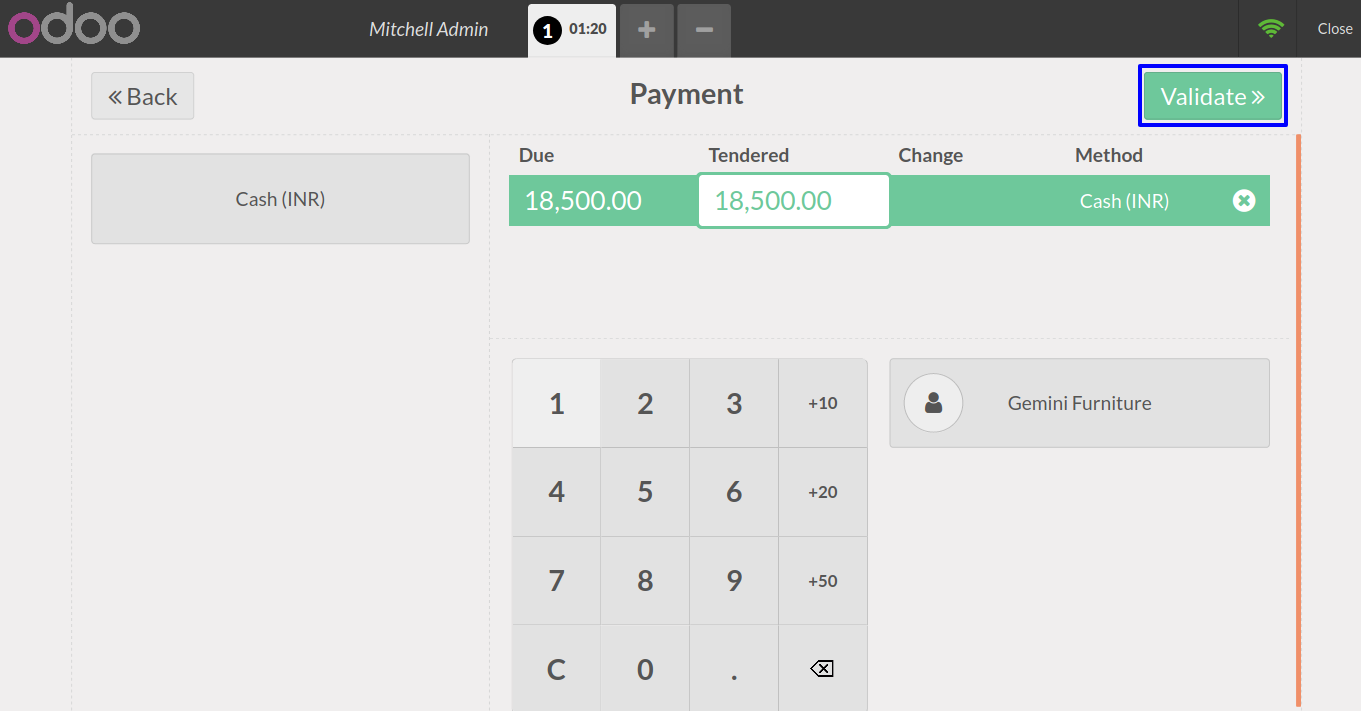 odoo
Mitchell Admin
1 01:20
+
−
Close
Back
Payment
Validate
Cash (INR)
Due Tendered Change Method
18,500.00 18,500.00 Cash (INR)
1 2 3 +10
4 5 6 +20
7 8 9 +50
C 0 .
Gemini Furniture